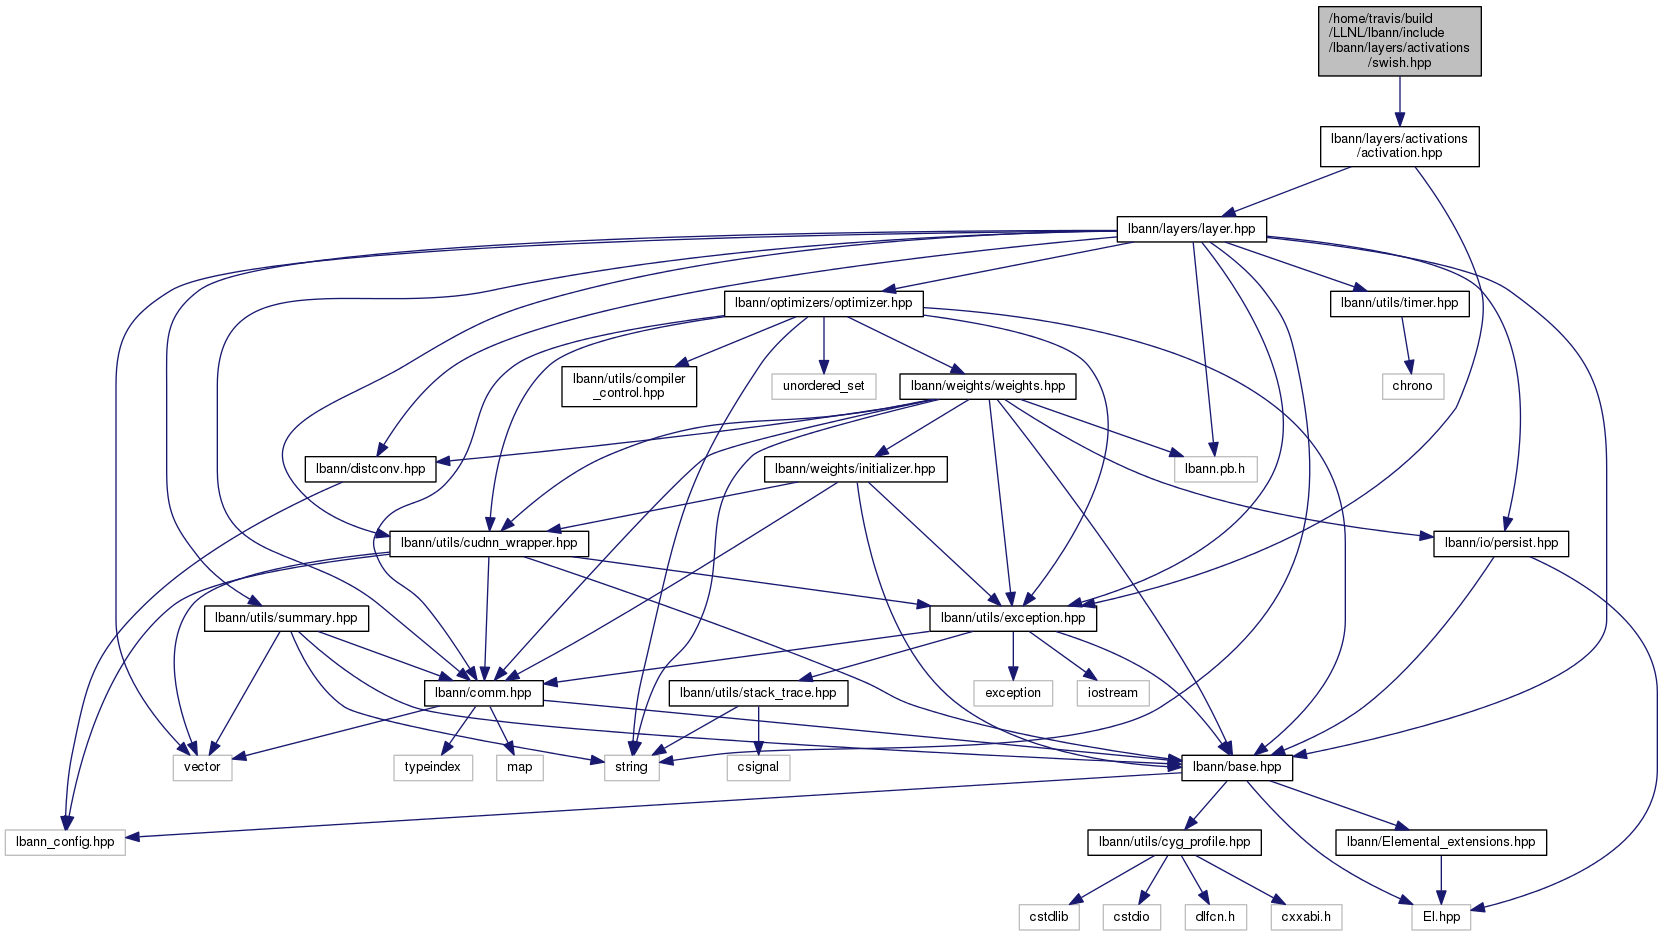 /home/travis/build
/LLNL/lbann/include
/lbann/layers/activations
/swish.hpp
lbann/layers/activations
/activation.hpp
lbann/layers/layer.hpp
lbann/optimizers/optimizer.hpp
lbann/utils/timer.hpp
lbann/utils/compiler
_control.hpp
unordered_set
lbann/weights/weights.hpp
chrono
lbann/distconv.hpp
lbann/weights/initializer.hpp
lbann.pb.h
lbann/utils/cudnn_wrapper.hpp
lbann/io/persist.hpp
lbann/utils/summary.hpp
lbann/utils/exception.hpp
lbann/comm.hpp
lbann/utils/stack_trace.hpp
exception
iostream
vector
typeindex
map
string
csignal
lbann/base.hpp
lbann_config.hpp
lbann/utils/cyg_profile.hpp
lbann/Elemental_extensions.hpp
cstdlib
cstdio
dlfcn.h
cxxabi.h
El.hpp